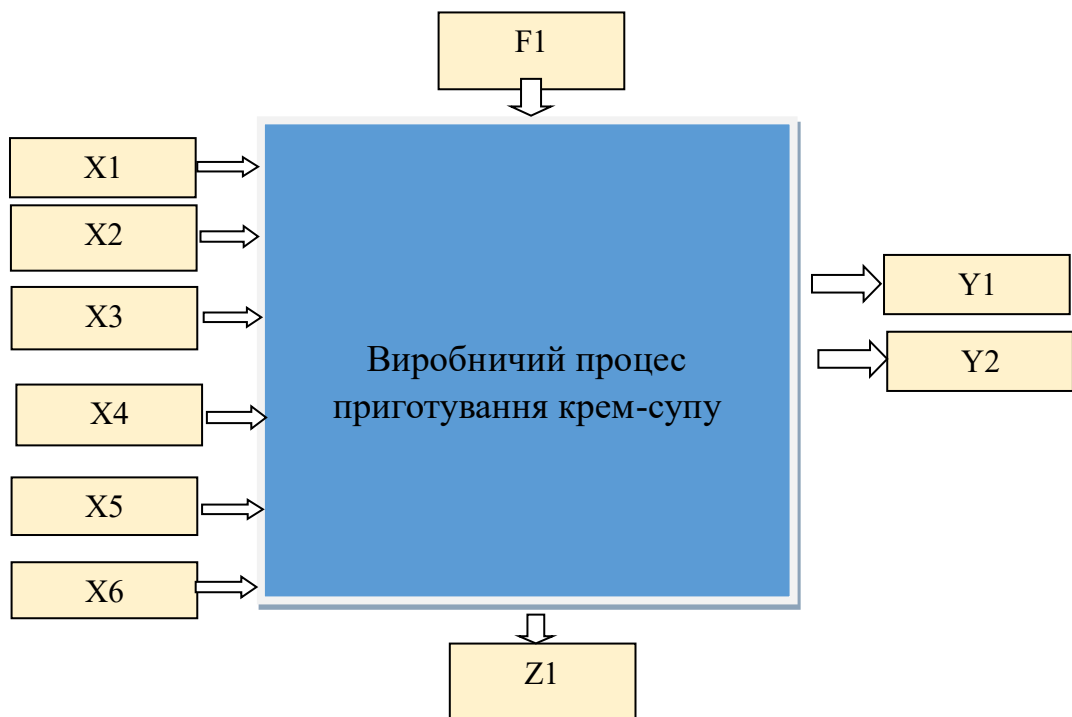 F1
X1
X2
X3
X4
X5
X6
Виробничий процес
приготування крем-супу
Y1
Y2
Z1